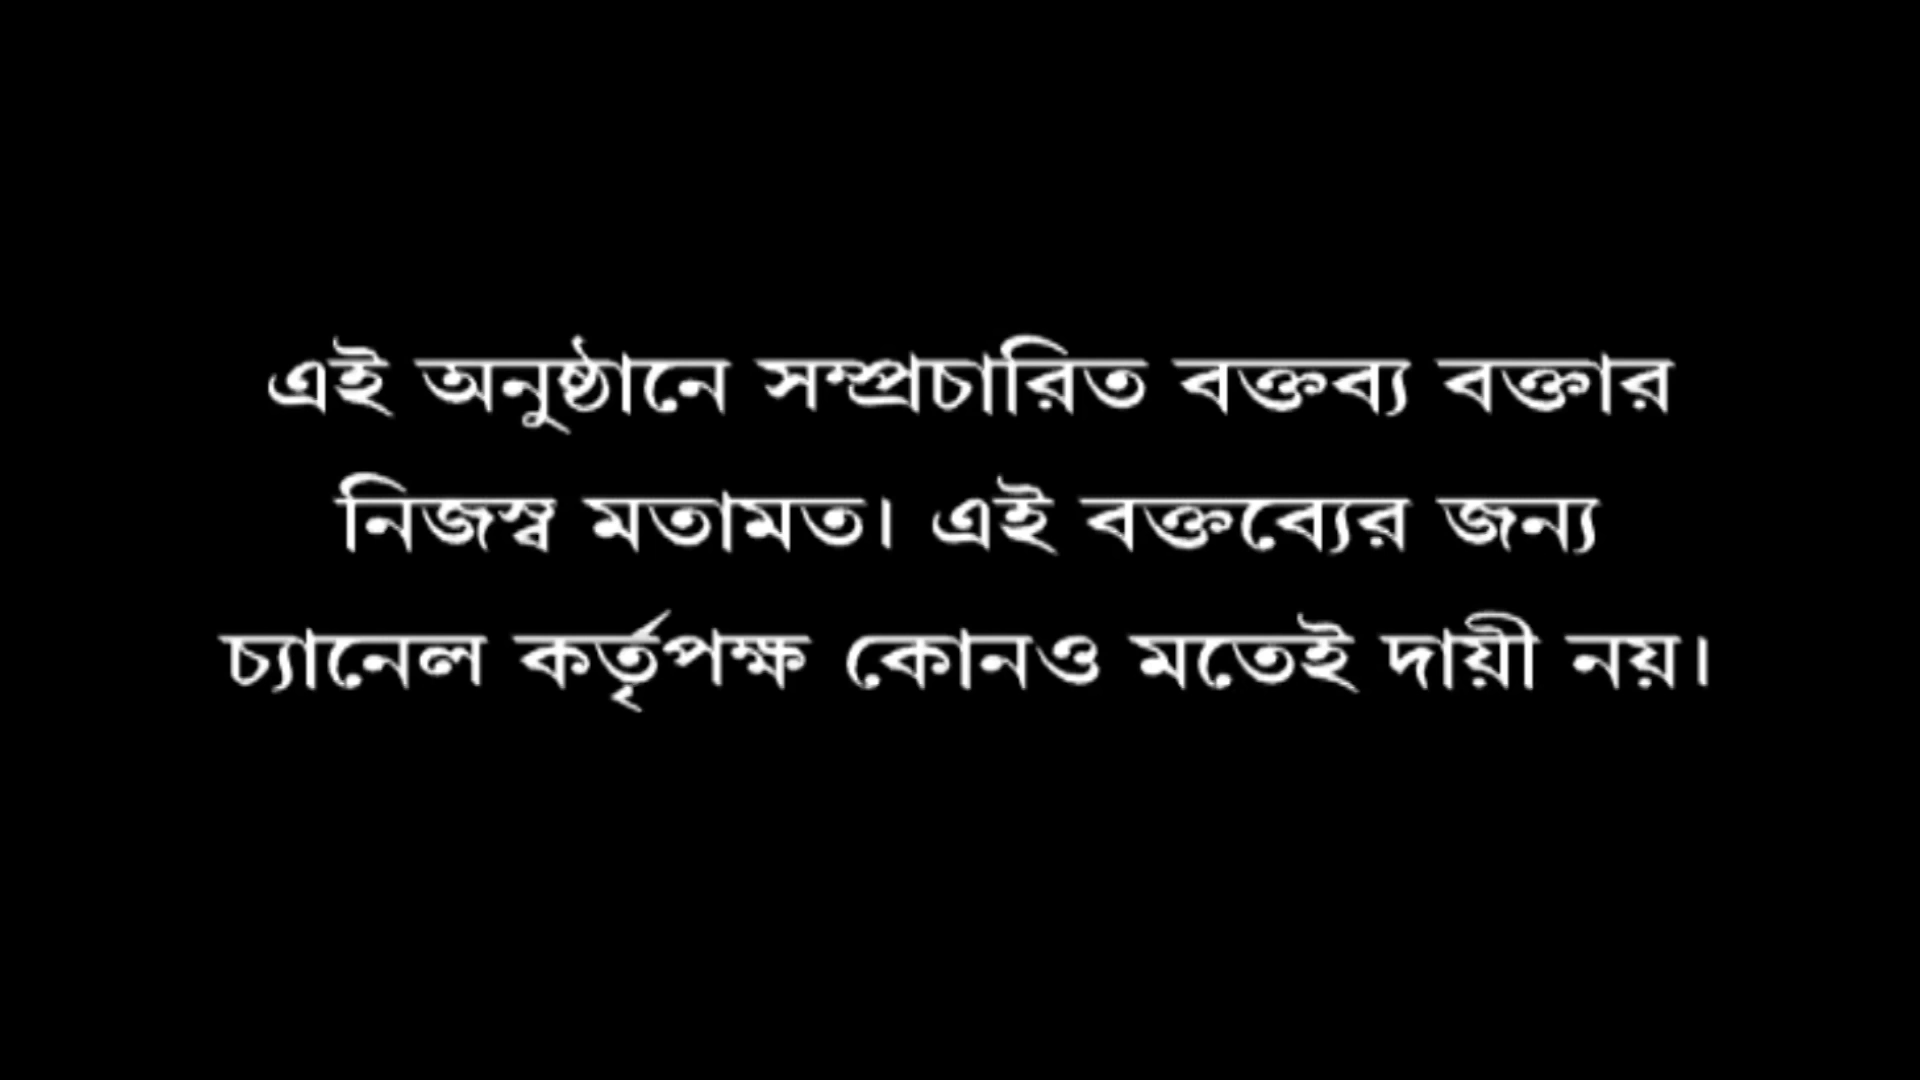 এই অনুষ্ঠানে সম্প্রচারিত বক্তব্য বক্তার
নিজস্ব মতামত। এই বক্তব্যের জন্য
চ্যানেল কর্তৃপক্ষ কোনও মতেই দায়ী নয়।